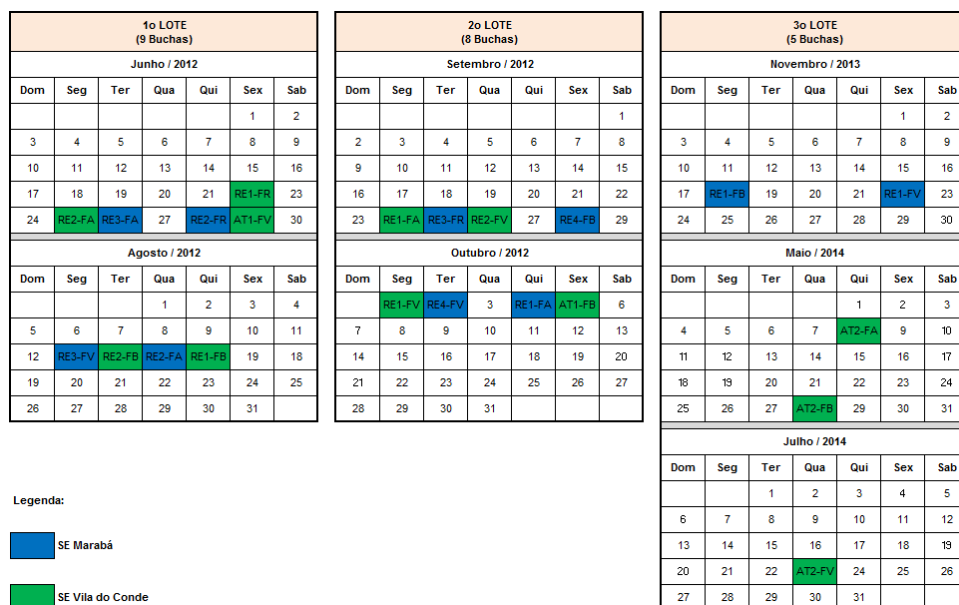 1o LOTE
(9 Buchas)
Junho / 2012
Dom Seg Ter Qua Qui Sex Sab
1 2
3 4 5 6 7 8 9
10 11 12 13 14 15 16
17 18 19 20 21 RE1-FR 23
24 RE2-FA RE3-FA 27 RE2-FR AT1-FV 30
Agosto / 2012
Dom Seg Ter Qua Qui Sex Sab
1 2 3 4
5 6 7 8 9 10 11
12 RE3-FV RE2-FB RE2-FA RE1-FB 19 18
19 20 21 22 23 24 25
26 27 28 29 30 31
2o LOTE
(8 Buchas)
Setembro / 2012
Dom Seg Ter Qua Qui Sex Sab
1
2 3 4 5 6 7 8
9 10 11 12 13 14 15
16 17 18 19 20 21 22
23 RE1-FA RE3-FR RE2-FV 27 RE4-FB 29
Outubro / 2012
Dom Seg Ter Qua Qui Sex Sab
RE1-FV RE4-FV 3 RE1-FA AT1-FB 6
7 8 9 10 11 12 13
14 15 16 17 18 19 20
21 22 23 24 25 26 27
28 29 30 31
3o LOTE
(5 Buchas)
Novembro / 2013
Dom Seg Ter Qua Qui Sex Sab
1 2
3 4 5 6 7 8 9
10 11 12 13 14 15 16
17 RE1-FB 19 20 21 RE1-FV 23
24 25 26 27 28 29 30
Maio / 2014
Dom Seg Ter Qua Qui Sex Sab
1 2 3
4 5 6 7 AT2-FA 9 10
11 12 13 14 15 16 17
18 19 20 21 22 23 24
25 26 27 AT2-FB 29 30 31
Julho / 2014
Dom Seg Ter Qua Qui Sex Sab
1 2 3 4 5
6 7 8 9 10 11 12
13 14 15 16 17 18 19
20 21 22 AT2-FV 24 25 26
27 28 29 30 31
Legenda:
SE Marabá
SE Vila do Conde